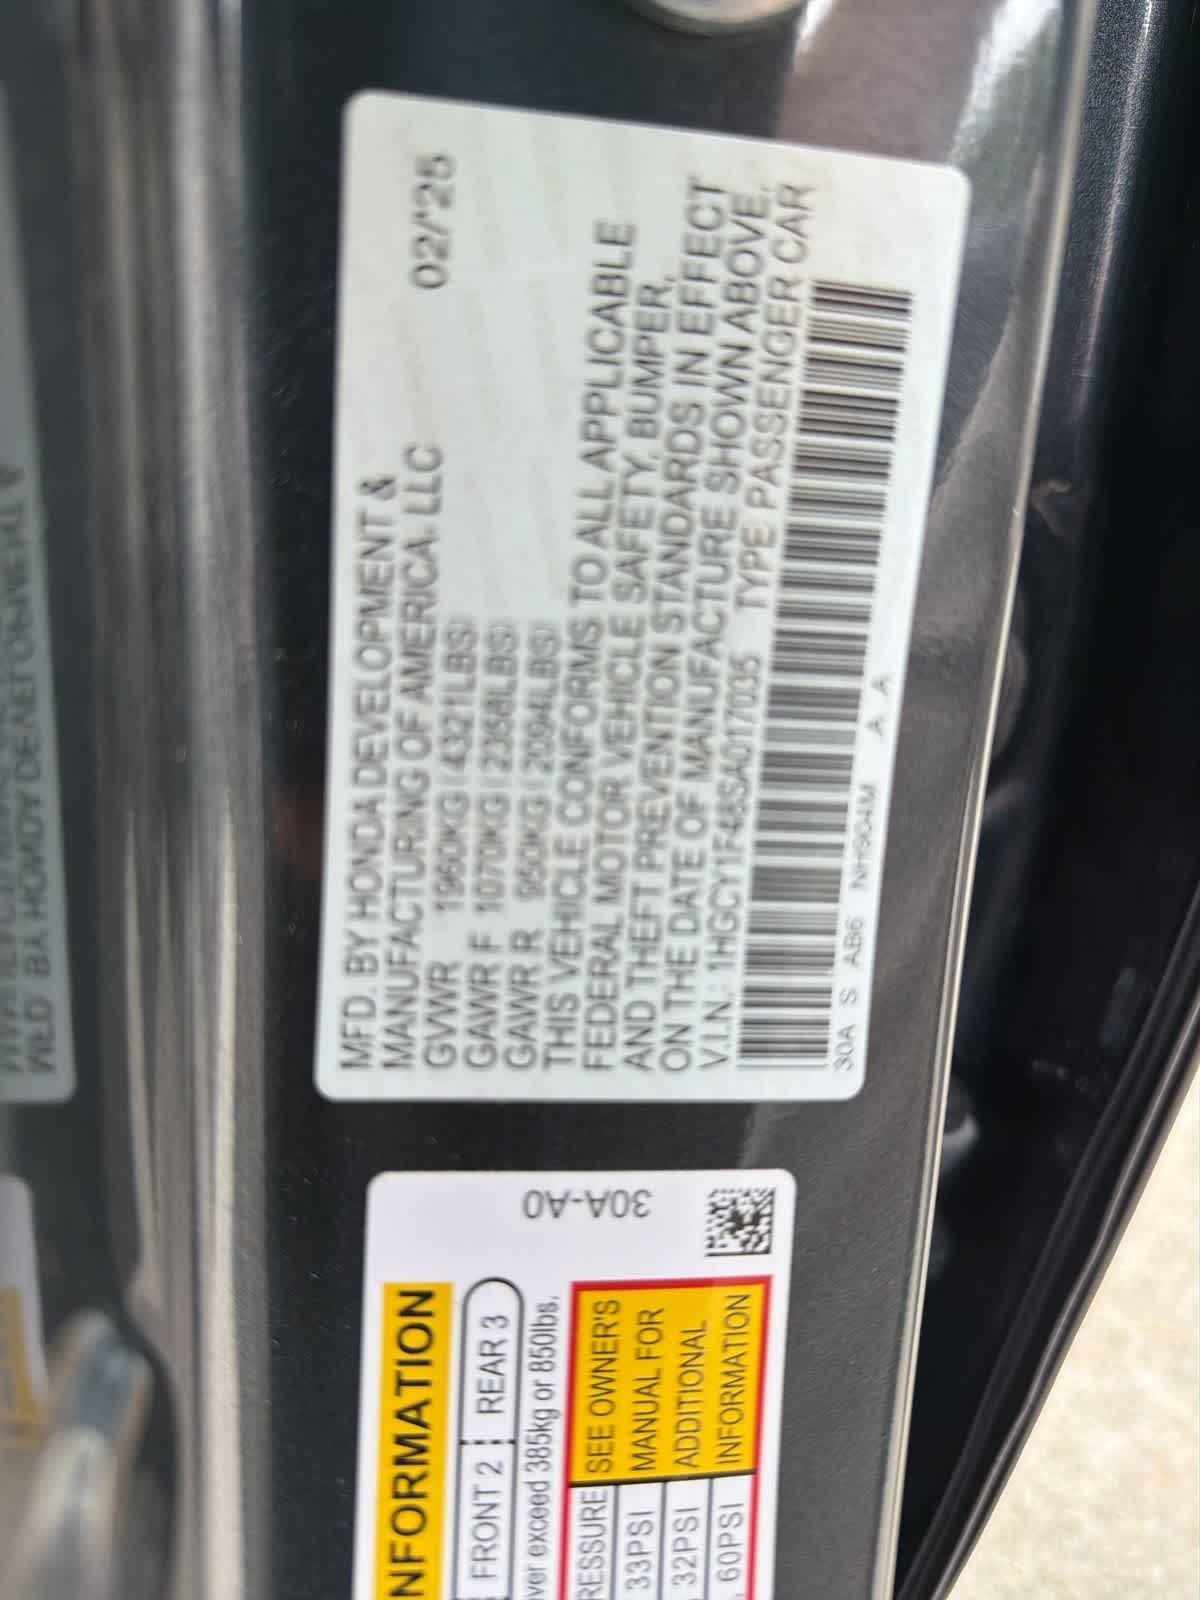 MFD. BY HONDA DEVELOPMENT &
MANUFACTURING OF AMERICA, LLC 02/'25
GVWR 1960KG (4321LBS)
GAWR F 1070KG (2358LBS)
GAWR R 950KG (2094LBS)
THIS VEHICLE CONFORMS TO ALL APPLICABLE
FEDERAL MOTOR VEHICLE SAFETY, BUMPER,
AND THEFT PREVENTION STANDARDS IN EFFECT
ON THE DATE OF MANUFACTURE SHOWN ABOVE.
V.I.N.: 1HGCY1F48SA017035 TYPE PASSENGER CAR
30A S AB6 NH904M A A
30A-A0
NFORMATION
FRONT 2 REAR 3
ver exceed 385kg or 850lbs.
RESSURE SEE OWNER'S
33PSI MANUAL FOR
32PSI ADDITIONAL
60PSI INFORMATION